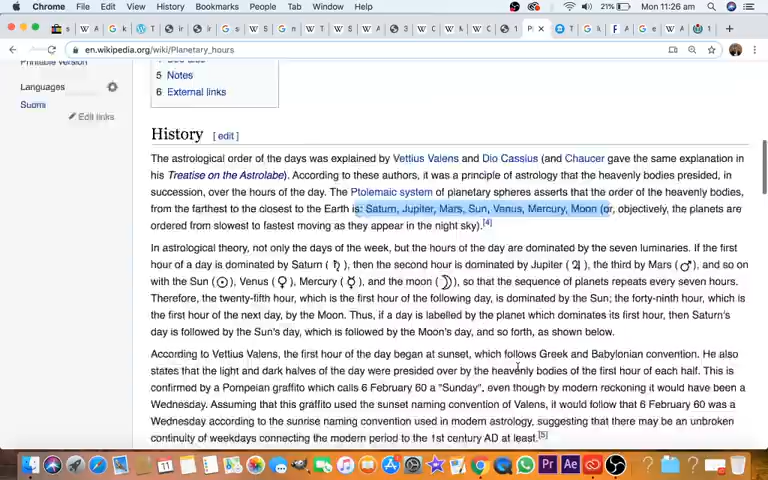 Chrome File Edit View History Bookmarks People Tab Window Help 21% Mon 11:26 am
en.wikipedia.org/wiki/Planetary_hours
Printable version
Languages
Suomi
Edit links
5 Notes
6 External links
History [ edit ]
The astrological order of the days was explained by Vettius Valens and Dio Cassius (and Chaucer gave the same explanation in
his Treatise on the Astrolabe). According to these authors, it was a principle of astrology that the heavenly bodies presided, in
succession, over the hours of the day. The Ptolemaic system of planetary spheres asserts that the order of the heavenly bodies,
from the farthest to the closest to the Earth is: Saturn, Jupiter, Mars, Sun, Venus, Mercury, Moon (or, objectively, the planets are
ordered from slowest to fastest moving as they appear in the night sky).[4]
In astrological theory, not only the days of the week, but the hours of the day are dominated by the seven luminaries. If the first
hour of a day is dominated by Saturn (♄), then the second hour is dominated by Jupiter (♃), the third by Mars (♂), and so on
with the Sun (☉), Venus (♀), Mercury (☿), and the moon (☽), so that the sequence of planets repeats every seven hours.
Therefore, the twenty-fifth hour, which is the first hour of the following day, is dominated by the Sun; the forty-ninth hour, which is
the first hour of the next day, by the Moon. Thus, if a day is labelled by the planet which dominates its first hour, then Saturn's
day is followed by the Sun's day, which is followed by the Moon's day, and so forth, as shown below.
According to Vettius Valens, the first hour of the day began at sunset, which follows Greek and Babylonian convention. He also
states that the light and dark halves of the day were presided over by the heavenly bodies of the first hour of each half. This is
confirmed by a Pompeian graffito which calls 6 February 60 a "Sunday", even though by modern reckoning it would have been a
Wednesday. Assuming that this graffito used the sunset naming convention of Valens, it would follow that 6 February 60 was a
Wednesday according to the sunrise naming convention used in modern astrology, suggesting that there may be an unbroken
continuity of weekdays connecting the modern period to the 1st century AD at least.[5]